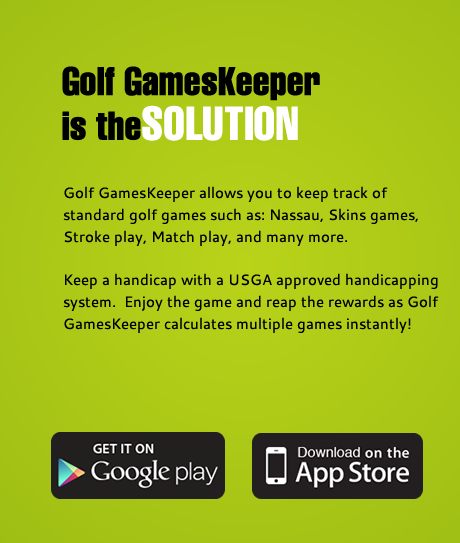 Golf GamesKeeper
is theSOLUTION
Golf GamesKeeper allows you to keep track of
standard golf games such as: Nassau, Skins games,
Stroke play, Match play, and many more.
Keep a handicap with a USGA approved handicapping
system.  Enjoy the game and reap the rewards as Golf
GamesKeeper calculates multiple games instantly!
GET IT ON
Google play
Download on the
App Store